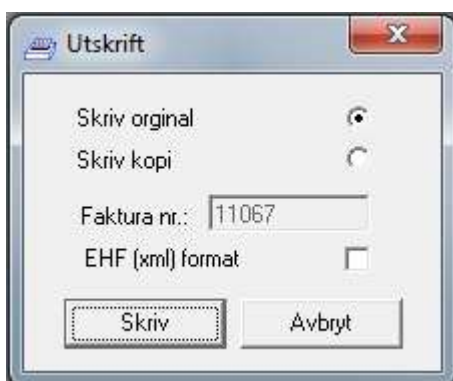 Utskrift
Skriv orginal
Skriv kopi
Faktura nr.: 11067
EHF (xml) format
Skriv Avbryt